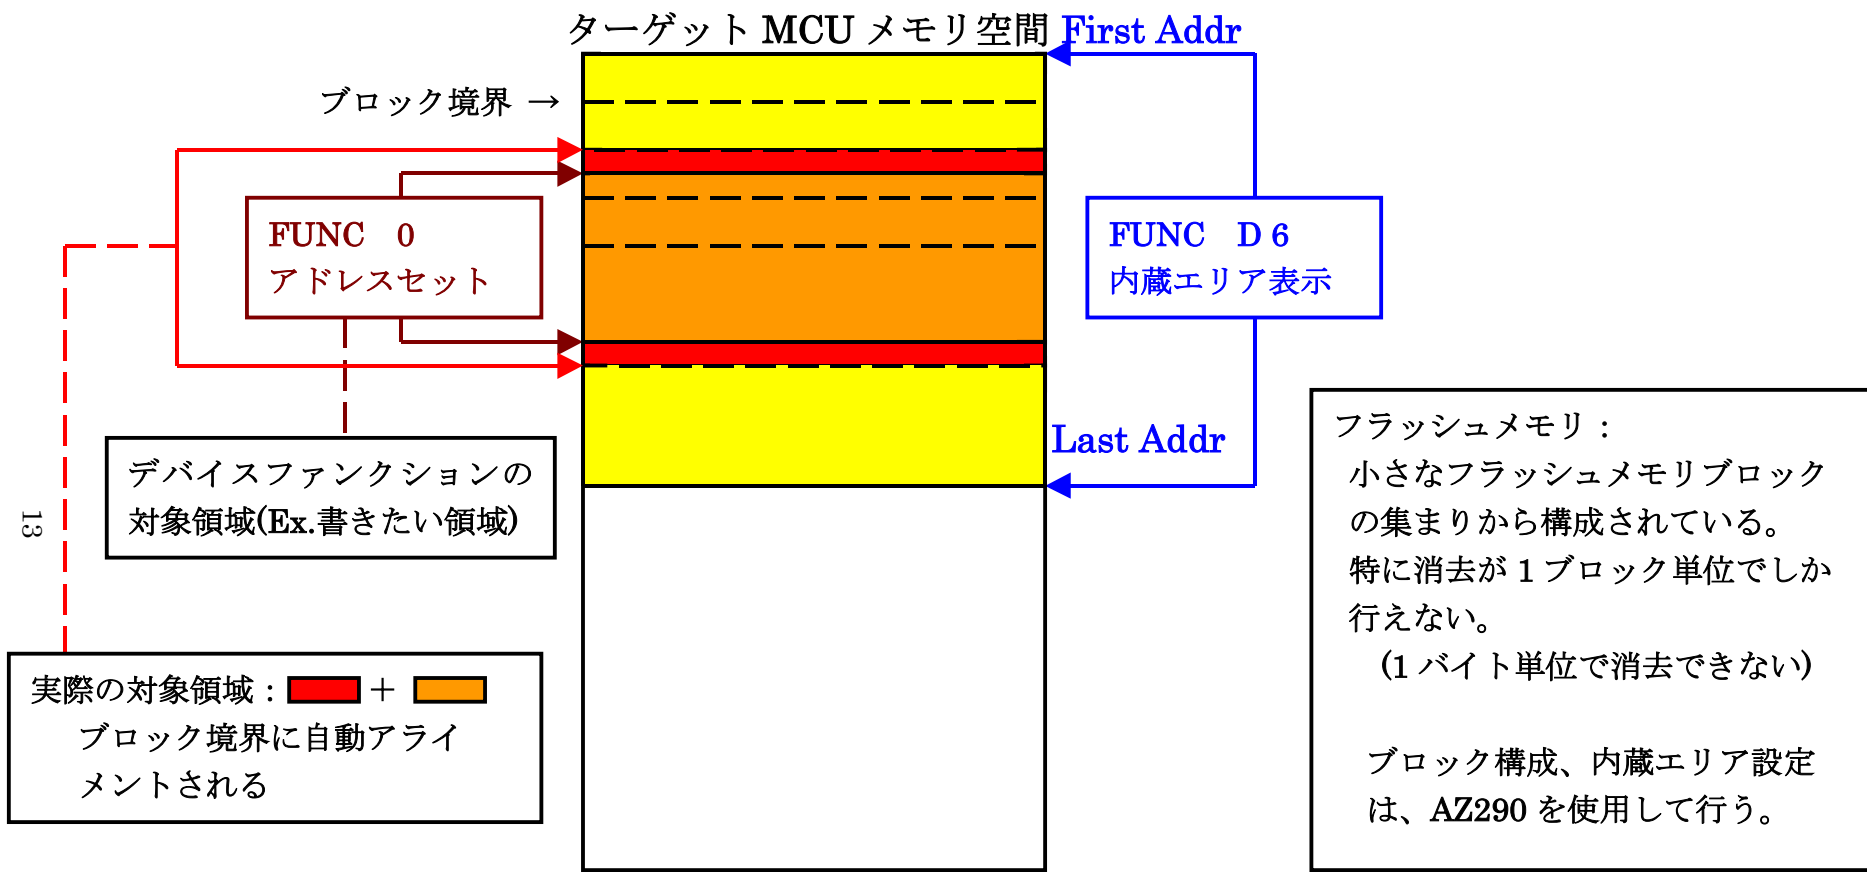 ターゲット MCU メモリ空間 First Addr
ブロック境界 →
FUNC 0
アドレスセット
FUNC D 6
内蔵エリア表示
Last Addr
デバイスファンクションの
対象領域(Ex.書きたい領域)
13
実際の対象領域 : +
ブロック境界に自動アライ
メントされる
フラッシュメモリ :
小さなフラッシュメモリブロック
の集まりから構成されている。
特に消去が 1 ブロック単位でしか
行えない。
(1 バイト単位で消去できない)
ブロック構成、内蔵エリア設定
は、AZ290 を使用して行う。